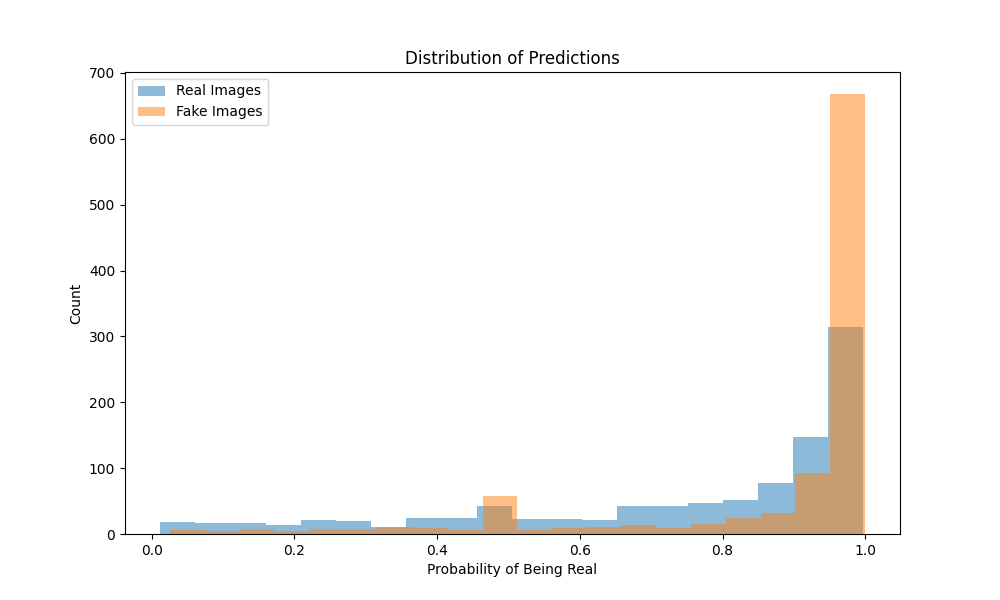 Distribution of Predictions
Real Images
Fake Images
700
600
500
400
300
200
100
0
Count
0.0 0.2 0.4 0.6 0.8 1.0
Probability of Being Real